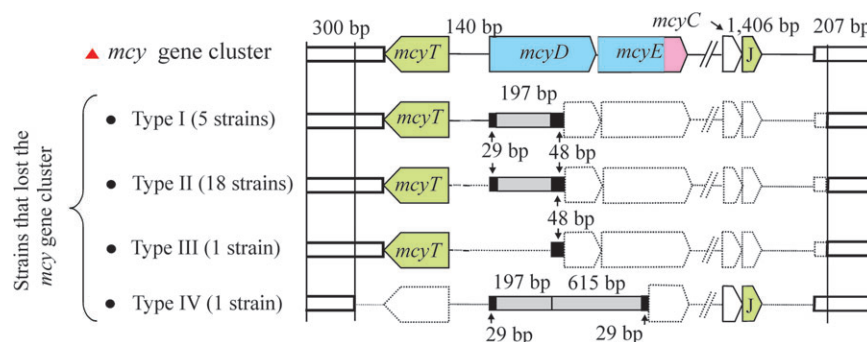 300 bp 140 bp mcyC 1,406 bp 207 bp
mcy gene cluster mcyT mcyD mcyE J
Strains that lost the
mcy gene cluster
197 bp
Type I (5 strains) mcyT
29 bp 48 bp
Type II (18 strains) mcyT
48 bp
Type III (1 strain) mcyT
197 bp 615 bp
Type IV (1 strain) J
29 bp 29 bp